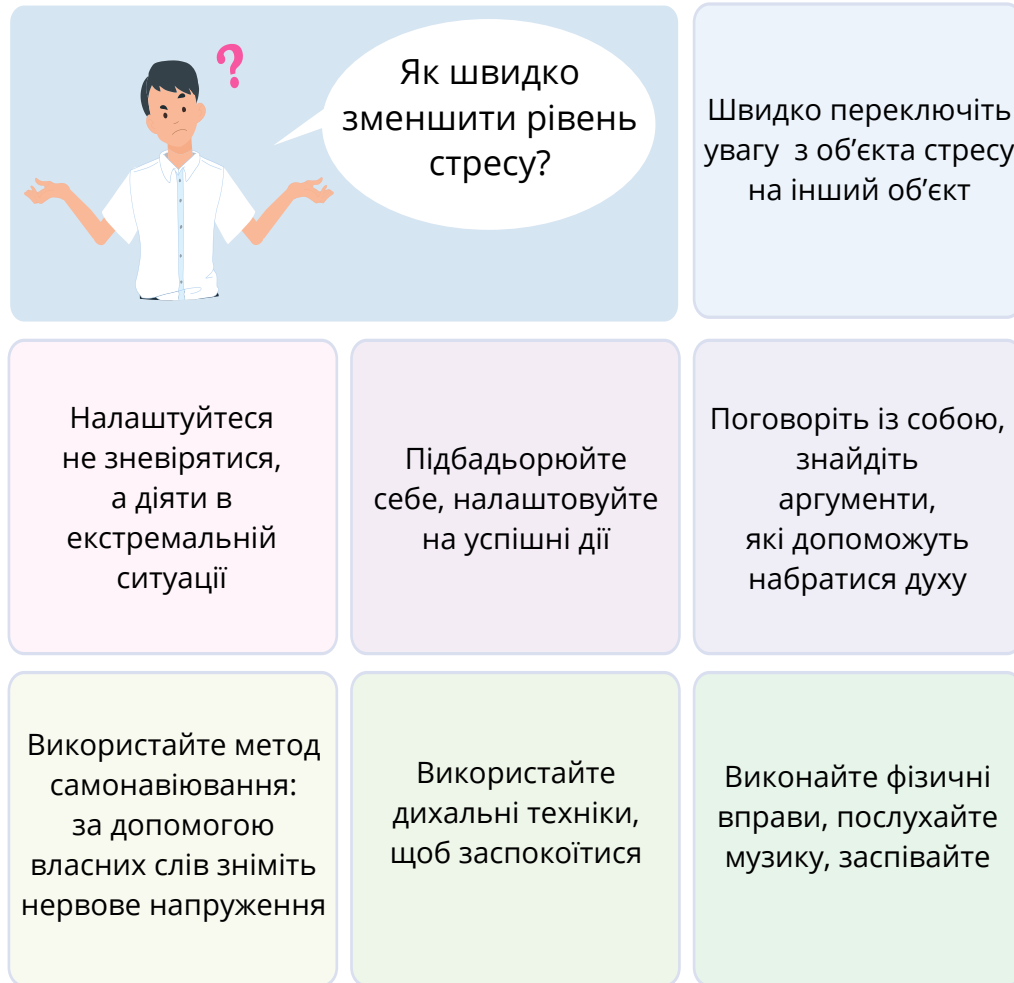 ?
Як швидко
зменшити рівень
стресу?
Швидко переключіть
увагу  з об’єкта стресу
на інший об’єкт
Налаштуйтеся
не зневірятися,
а діяти в
екстремальній
ситуації
Підбадьорюйте
себе, налаштовуйте
на успішні дії
Поговоріть із собою,
знайдіть
аргументи,
які допоможуть
набратися духу
Використайте метод
самонавіювання:
за допомогою
власних слів зніміть
нервове напруження
Використайте
дихальні техніки,
щоб заспокоїтися
Виконайте фізичні
вправи, послухайте
музику, заспівайте